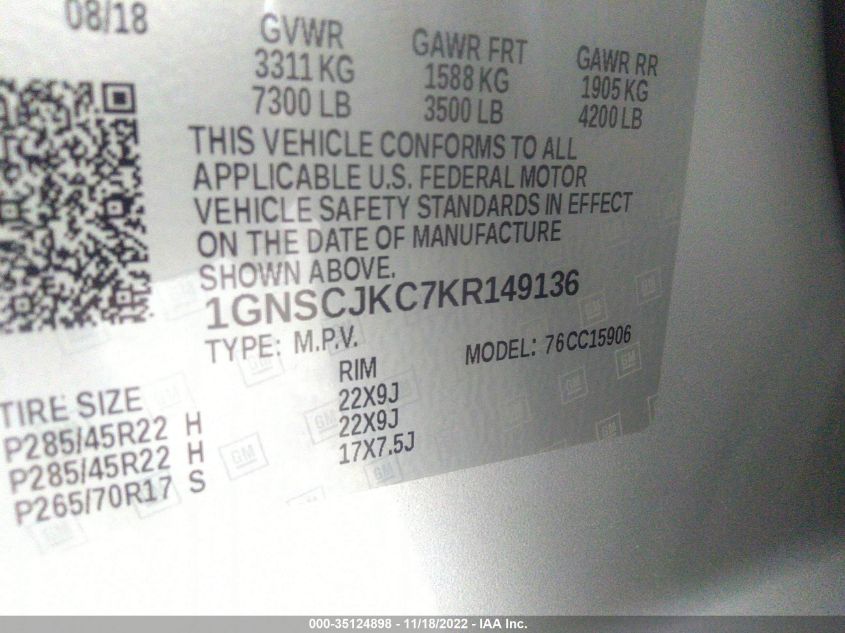 08/18
GVWR GAWR FRT GAWR RR
3311 KG 1588 KG 1905 KG
7300 LB 3500 LB 4200 LB
THIS VEHICLE CONFORMS TO ALL
APPLICABLE U.S. FEDERAL MOTOR
VEHICLE SAFETY STANDARDS IN EFFECT
ON THE DATE OF MANUFACTURE
SHOWN ABOVE.
1GNSCJKC7KR149136
TYPE: M.P.V. MODEL: 76CC15906
TIRE SIZE RIM
P285/45R22 H 22X9J
P285/45R22 H 22X9J
P265/70R17 S 17X7.5J
GM
000-35124898 - 11/18/2022 - IAA Inc.